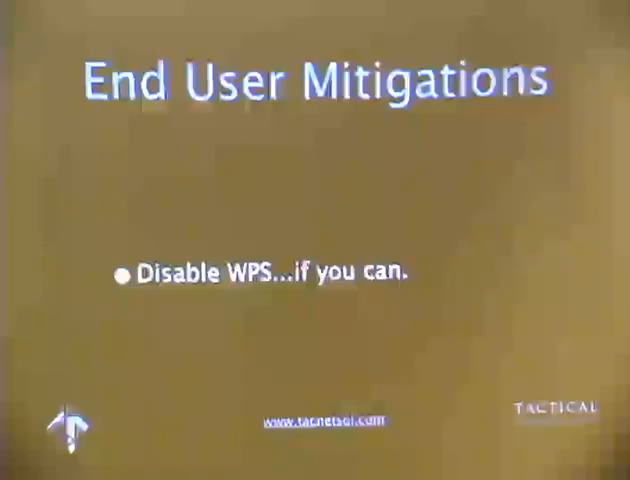 End User Mitigations
● Disable WPS...if you can.
www.tacnetsol.com
TACTICAL